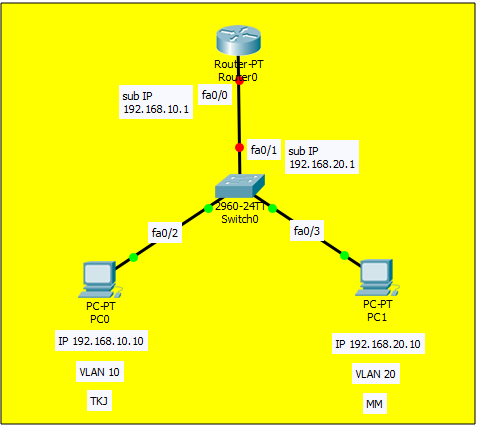 Router-PT
Router0
sub IP
192.168.10.1
fa0/0
fa0/1
sub IP
192.168.20.1
2960-24TT
Switch0
fa0/2
fa0/3
PC-PT
PC0
PC-PT
PC1
IP 192.168.10.10
IP 192.168.20.10
VLAN 10
VLAN 20
TKJ
MM